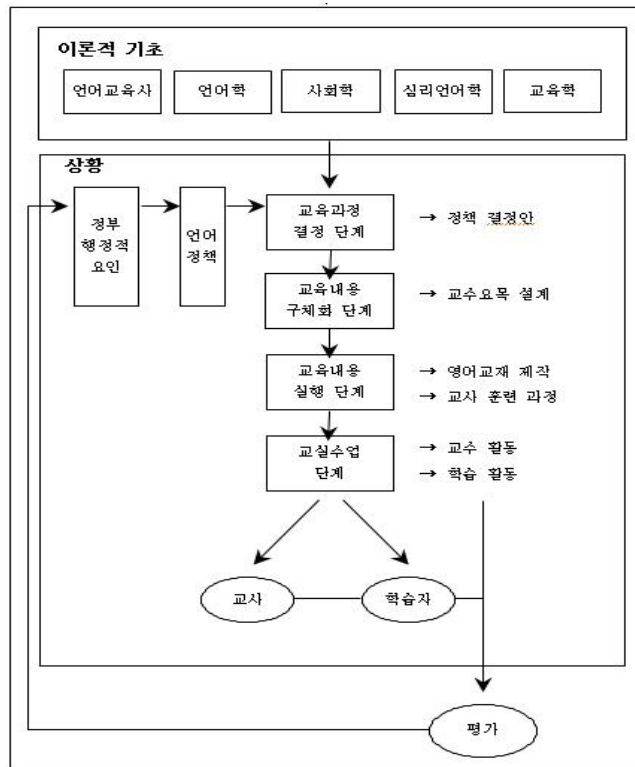 이론적 기초
언어교육사 언어학 사회학 심리언어학 교육학
상황
정부
행정적
요인
언어
정책
교육과정
결정 단계
→ 정책 결정안
교육내용
구체화 단계
→ 교수요목 설계
교육내용
실행 단계
→ 영어교재 제작
→ 교사 훈련 과정
교실수업
단계
→ 교수 활동
→ 학습 활동
교사
학습자
평가